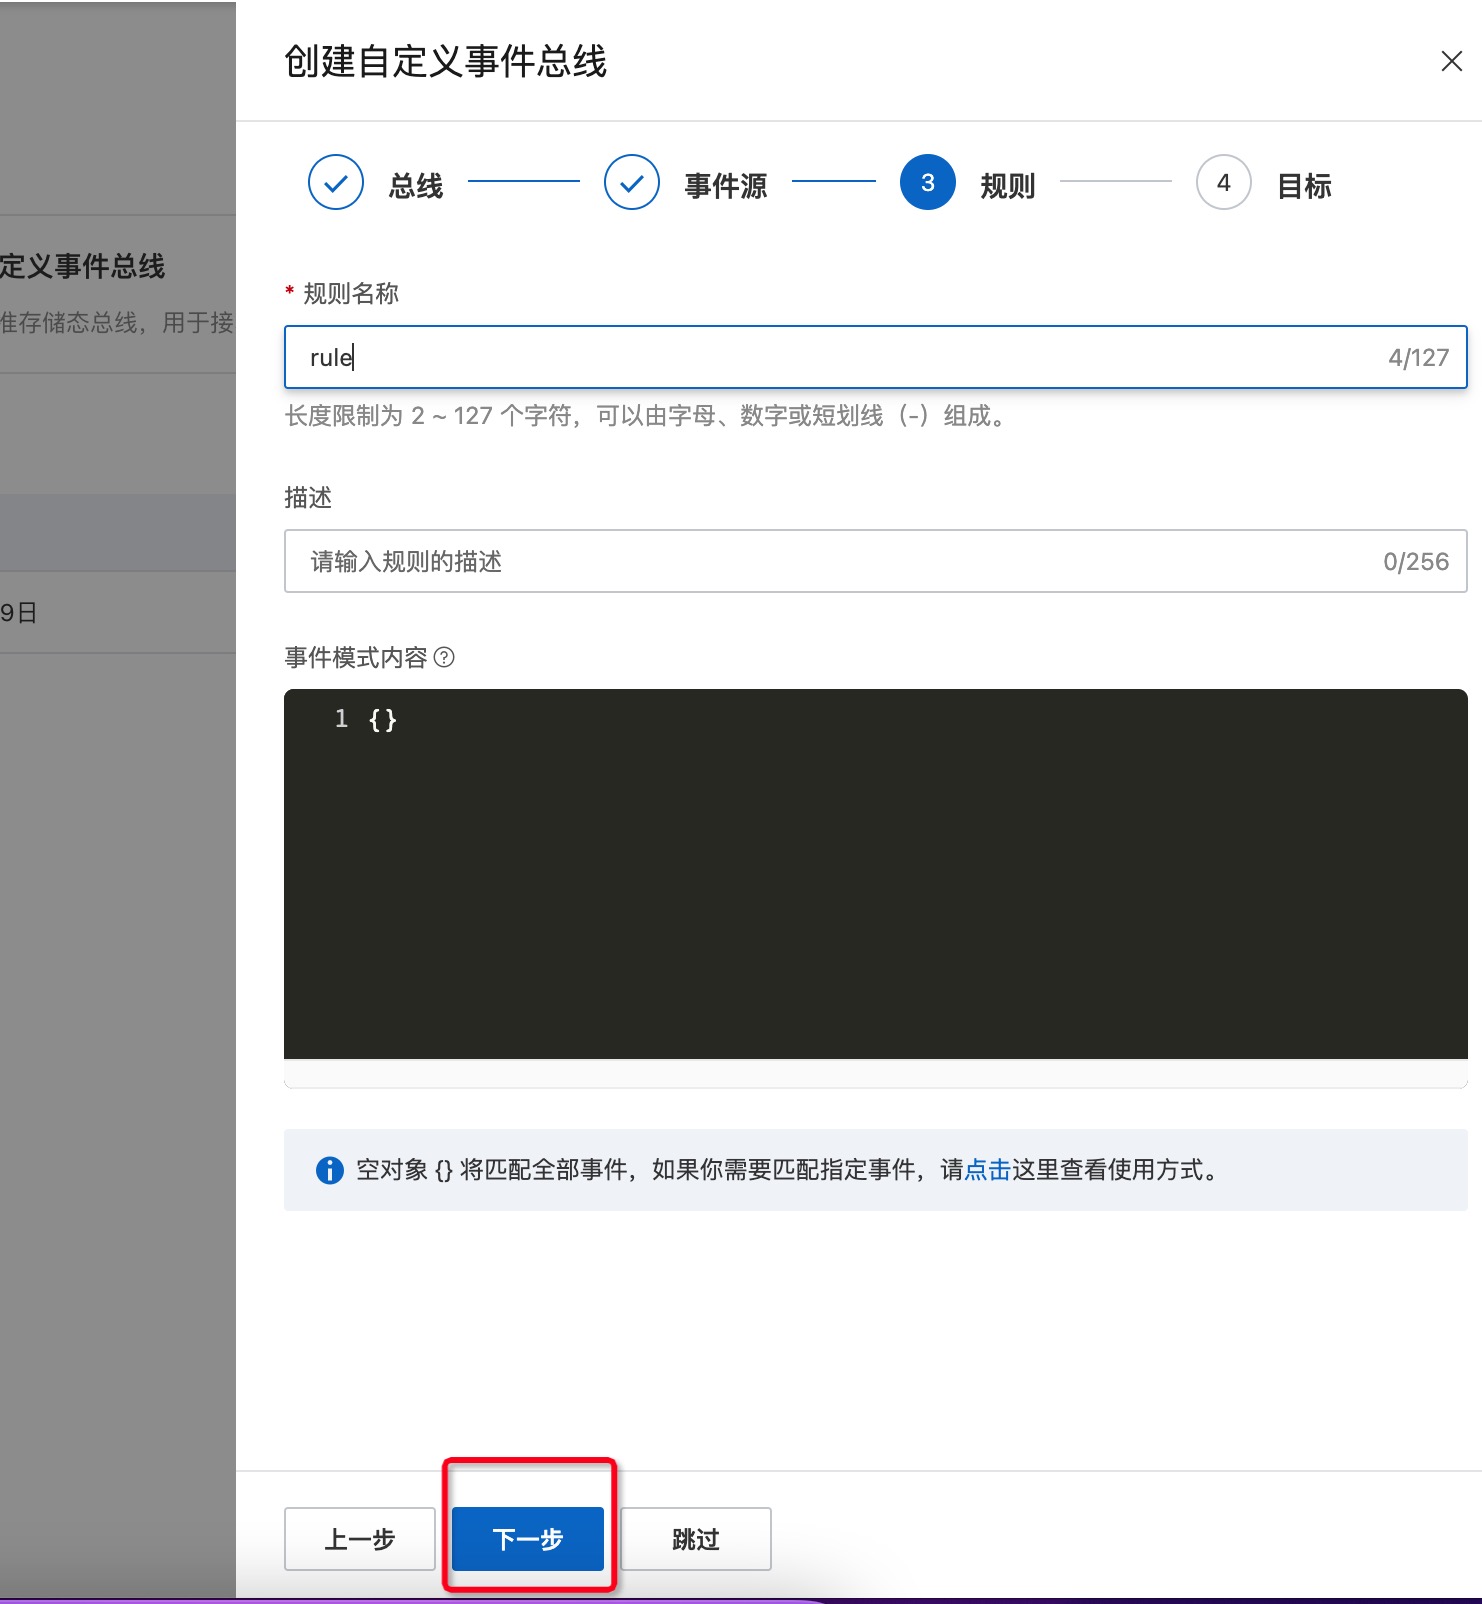 创建自定义事件总线
总线
事件源
3 规则
4 目标
定义事件总线
准存储态总线，用于接
9日
* 规则名称
rule 4/127
长度限制为 2 ~ 127 个字符，可以由字母、数字或短划线（-）组成。
描述
请输入规则的描述 0/256
事件模式内容
1 {}
空对象 {} 将匹配全部事件，如果你需要匹配指定事件，请点击这里查看使用方式。
上一步 下一步 跳过